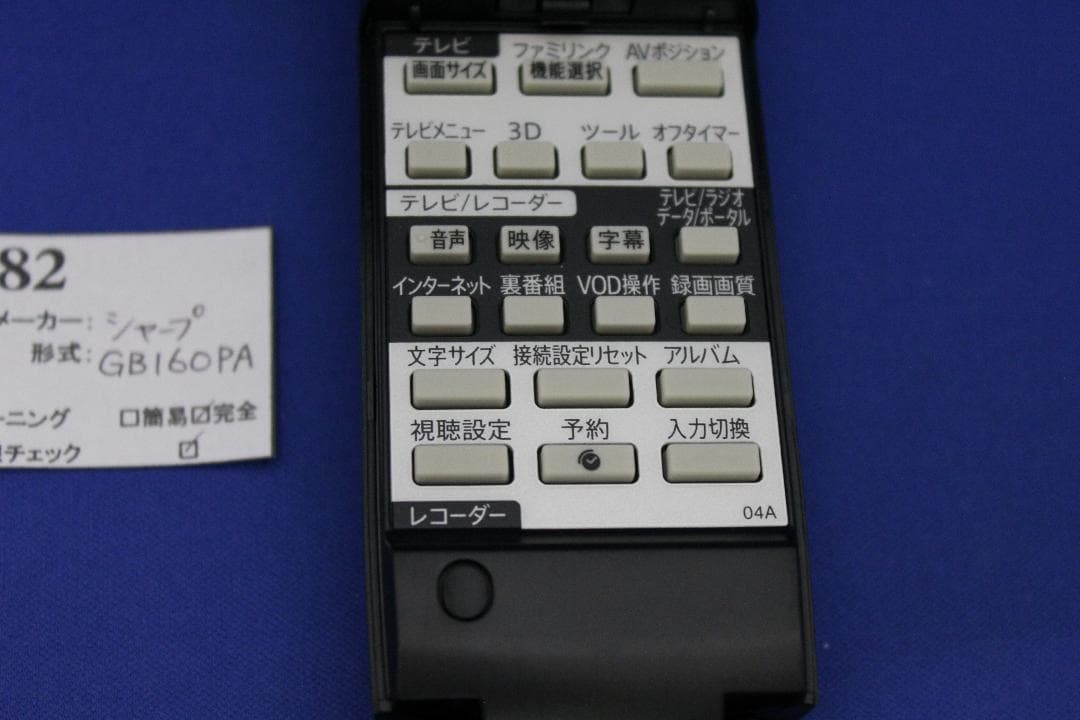 テレビ
ファミリンク
AVポジション
画面サイズ
機能選択
テレビメニュー
3D
ツール
オフタイマー
テレビ/レコーダー
テレビ/ラジオ
データ/ポータル
音声
映像
字幕
インターネット
裏番組
VOD操作
録画画質
文字サイズ
接続設定リセット
アルバム
視聴設定
予約
入力切換
レコーダー
04A
82
メーカー: シャープ
形式: GB160PA
ーニング
□簡易☑完全
チェック
☑